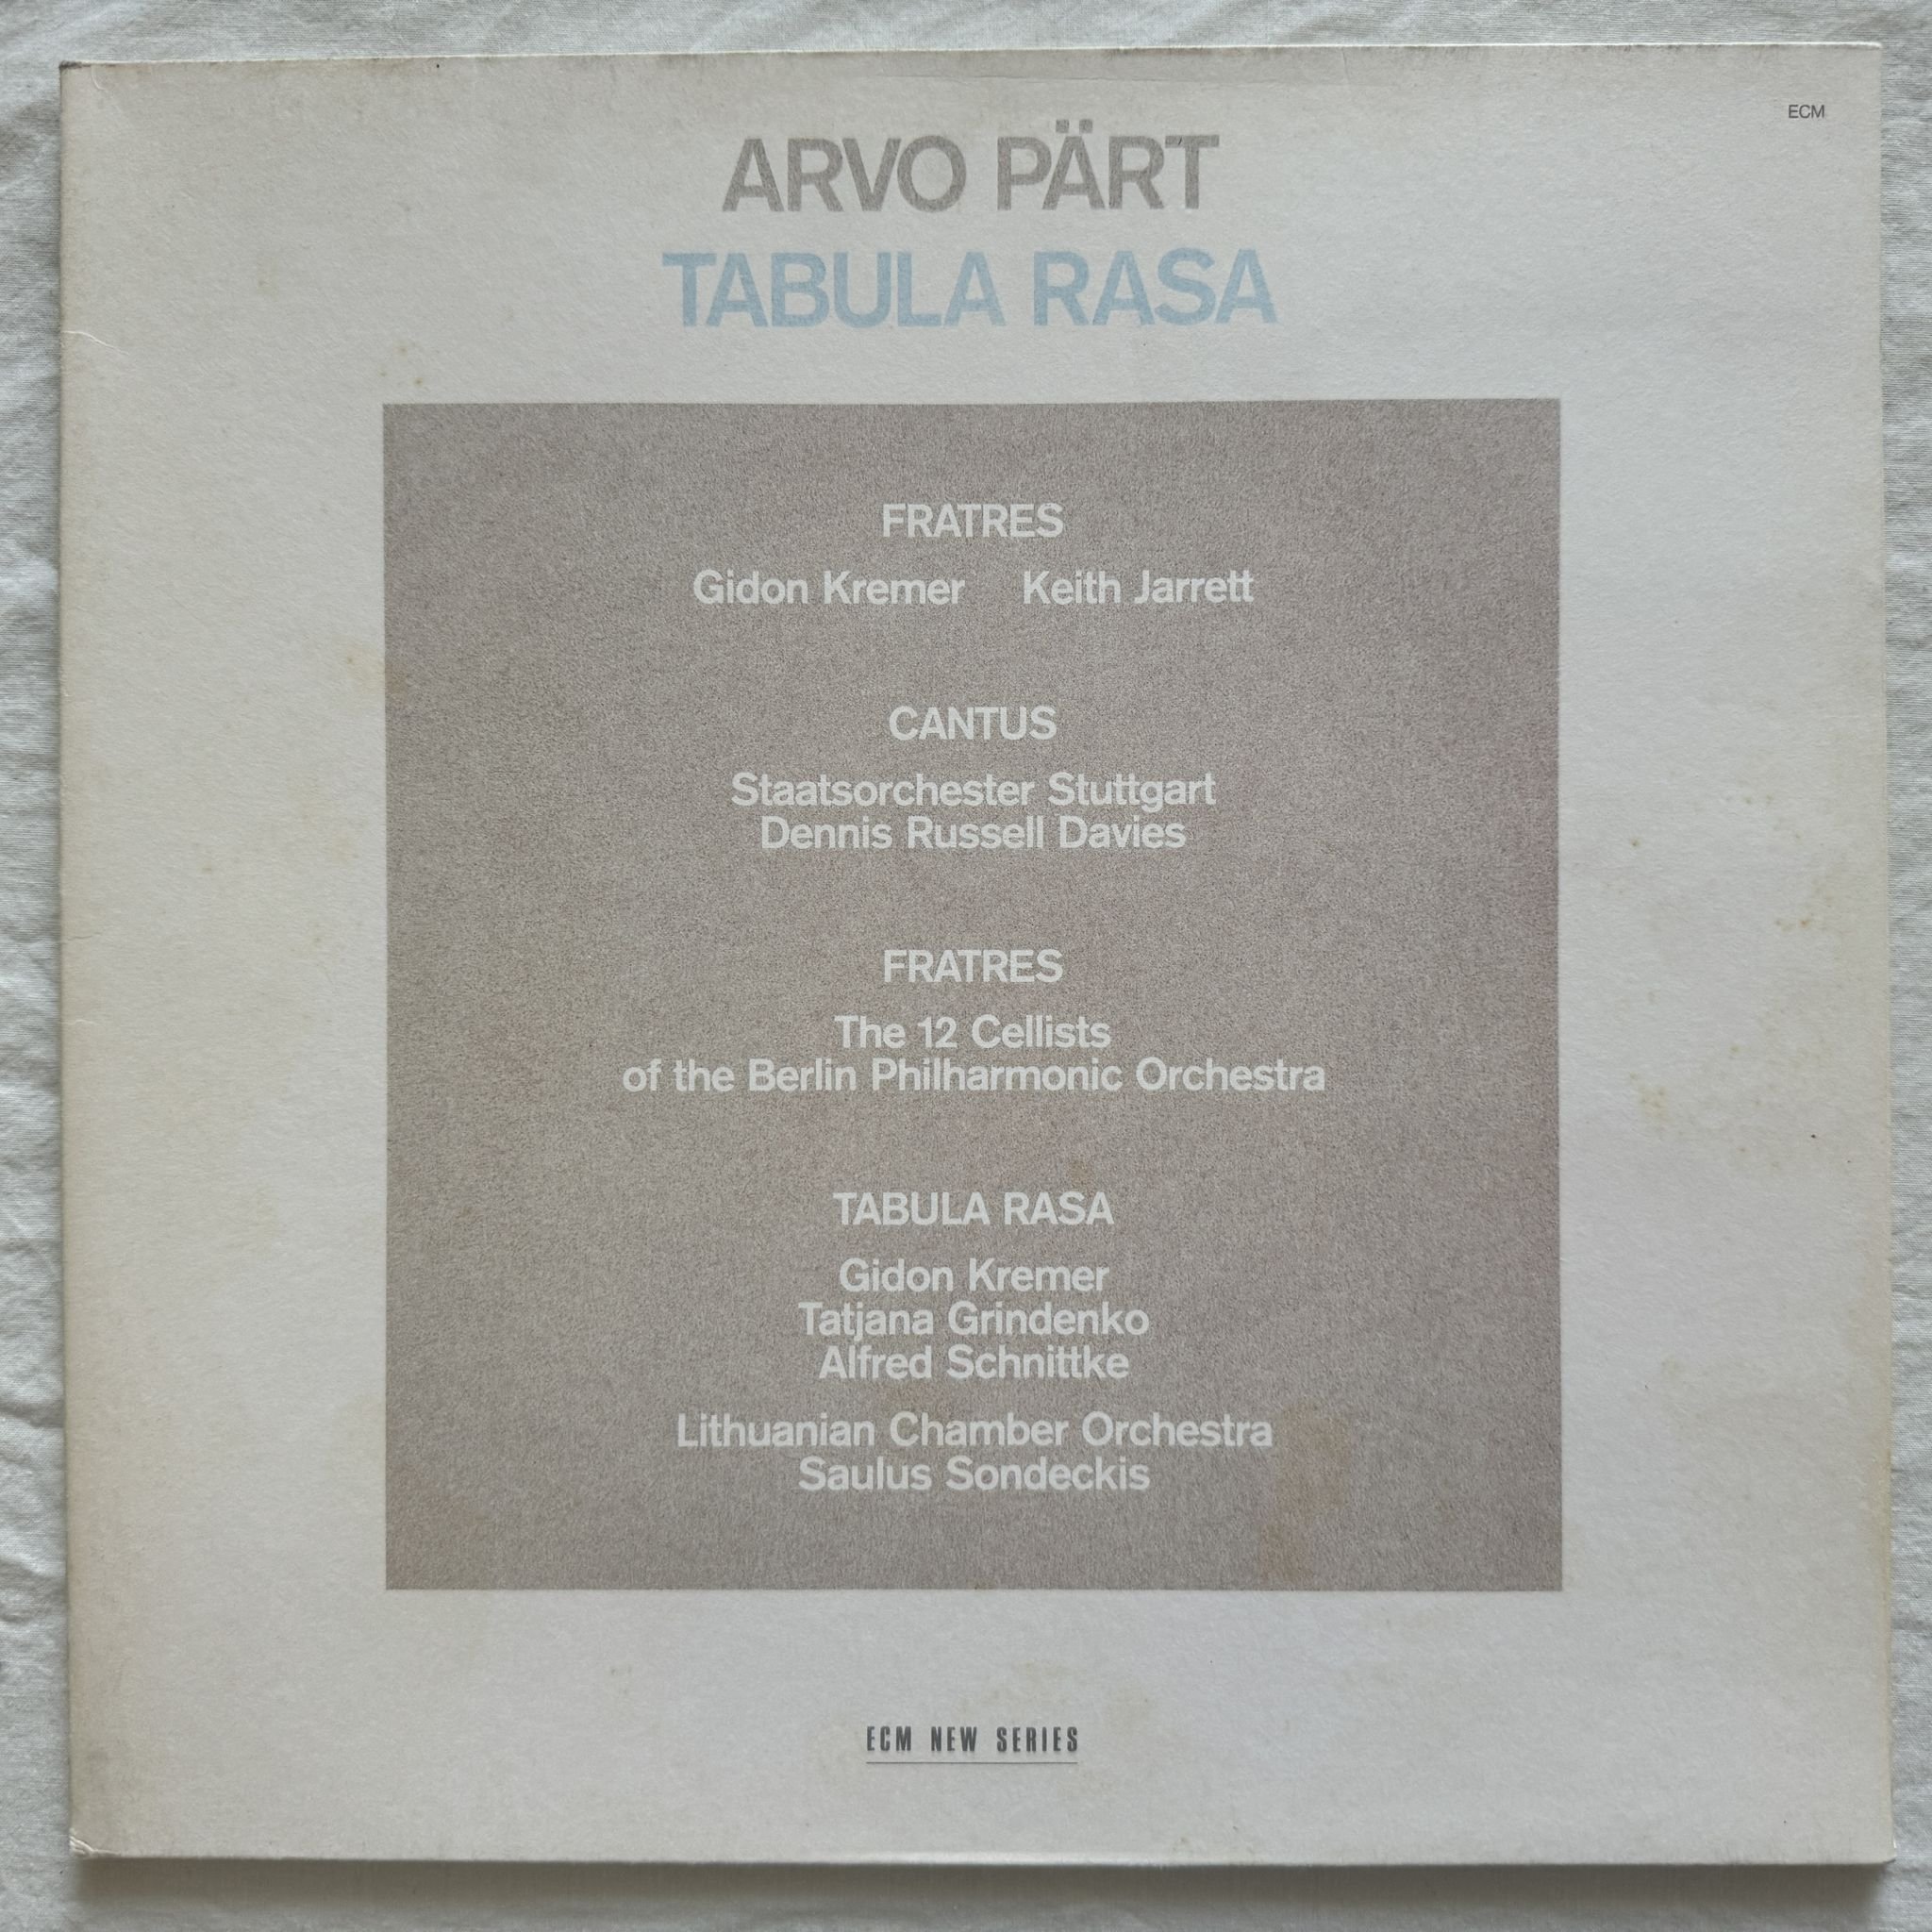 ECM
ARVO PÄRT
TABULA RASA
FRATRES
Gidon Kremer Keith Jarrett
CANTUS
Staatsorchester Stuttgart
Dennis Russell Davies
FRATRES
The 12 Cellists
of the Berlin Philharmonic Orchestra
TABULA RASA
Gidon Kremer
Tatjana Grindenko
Alfred Schnittke
Lithuanian Chamber Orchestra
Saulus Sondeckis
ECM NEW SERIES